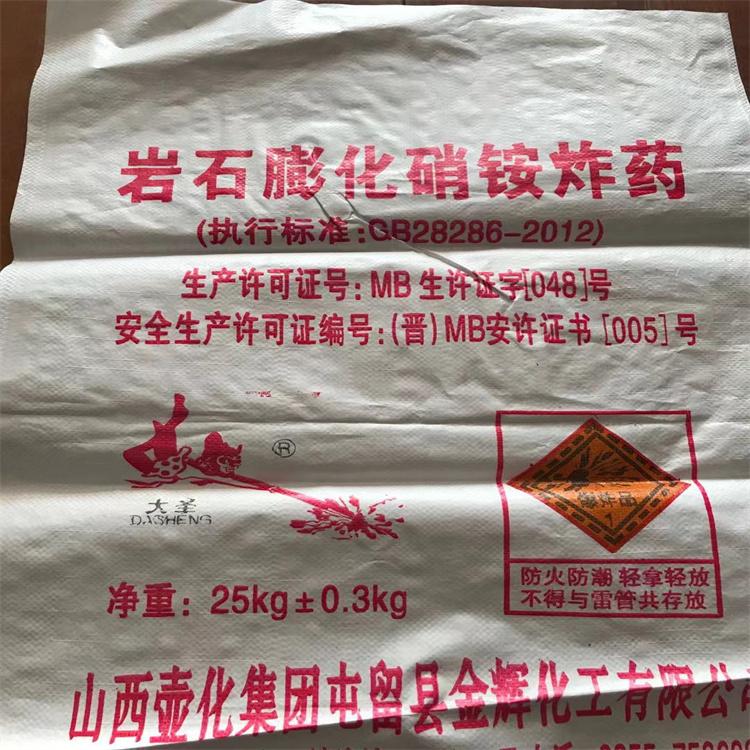 岩石膨化硝铵炸药
(执行标准:GB28286-2012)
生产许可证号: MB 生许证字[048]号
安全生产许可证编号:(晋)MB安许证书[005]号
®
大圣
DASHENG
爆炸品
1
防火防潮 轻拿轻放
不得与雷管共存放
净重: 25kg±0.3kg
山西壶化集团屯留县金辉化工有限公司